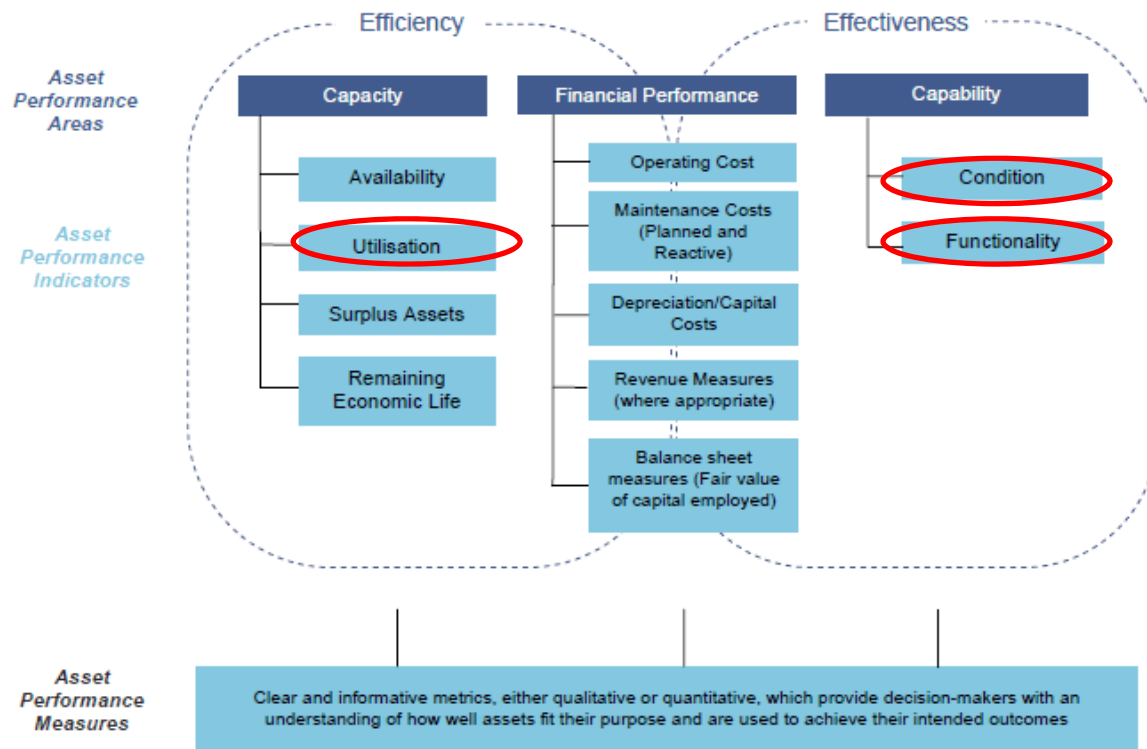 Efficiency
Effectiveness
Asset
Performance
Areas
Capacity
Financial Performance
Capability
Asset
Performance
Indicators
Availability
Utilisation
Surplus Assets
Remaining
Economic Life
Operating Cost
Maintenance Costs
(Planned and
Reactive)
Depreciation/Capital
Costs
Revenue Measures
(where appropriate)
Balance sheet
measures (Fair value
of capital employed)
Condition
Functionality
Asset
Performance
Measures
Clear and informative metrics, either qualitative or quantitative, which provide decision-makers with an
understanding of how well assets fit their purpose and are used to achieve their intended outcomes